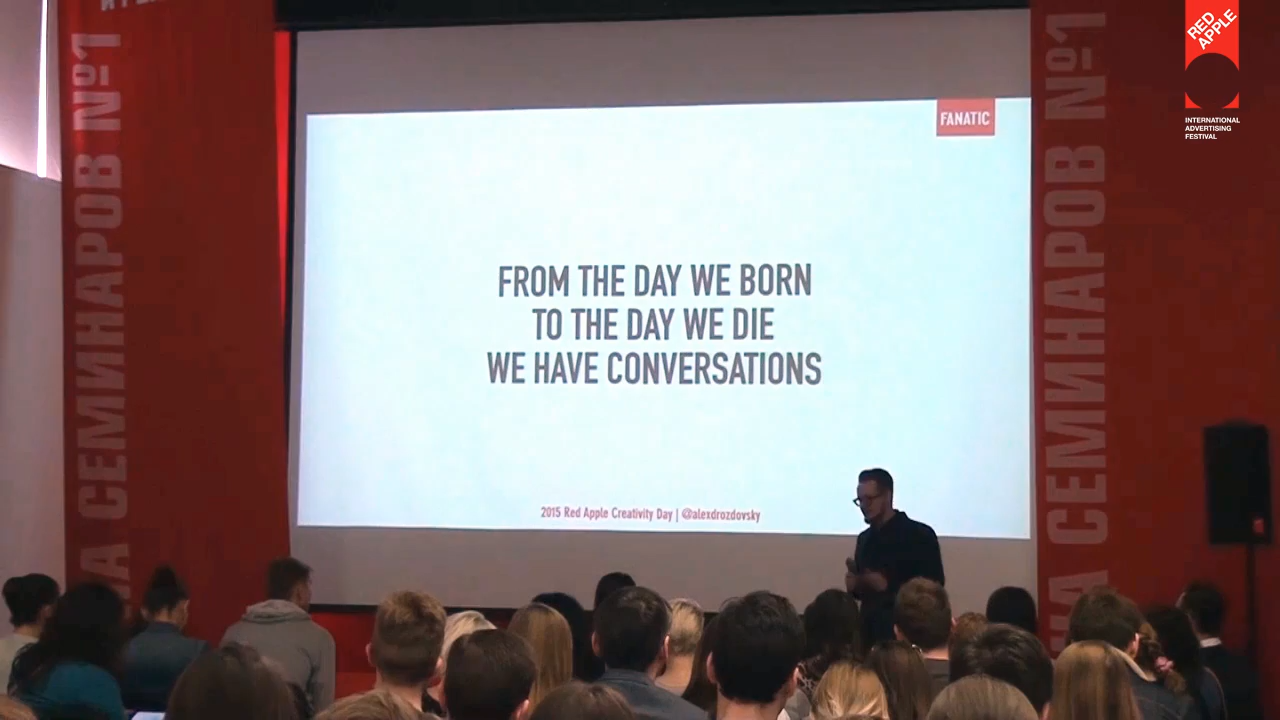 RED
APPLE
INTERNATIONAL
ADVERTISING
FESTIVAL
FANATIC
FROM THE DAY WE BORN
TO THE DAY WE DIE
WE HAVE CONVERSATIONS
2015 Red Apple Creativity Day | @alexdrozdovsky
СЕМИНАРОВ №1
НА СЕМИНАРОВ №1